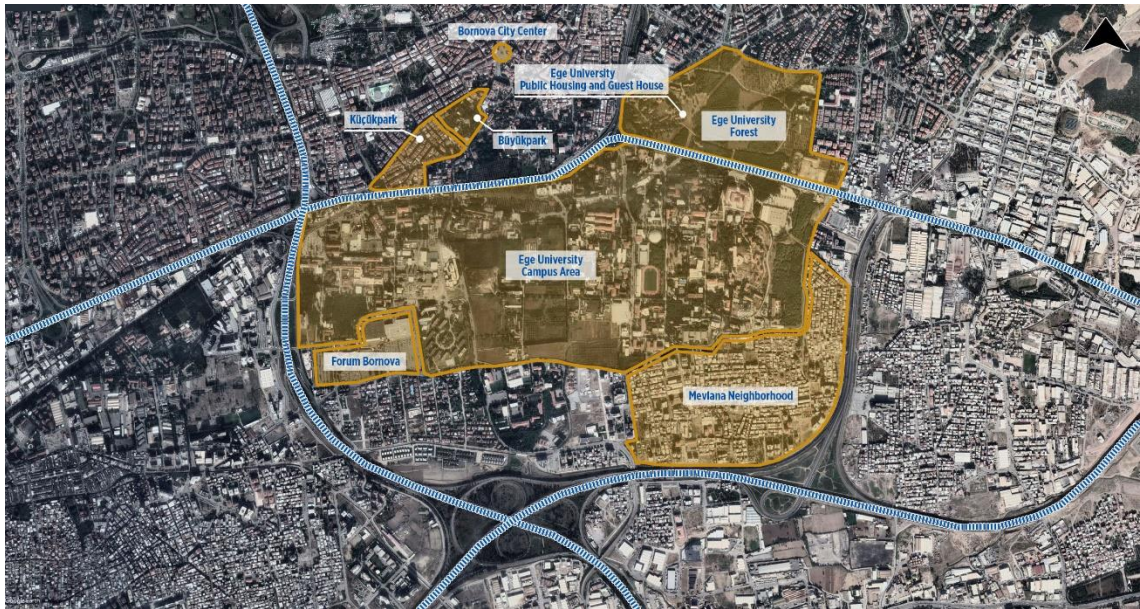 Bornova City Center
Ege University
Public Housing and Guest House
Küçükpark
Büyükpark
Ege University
Forest
Ege University
Campus Area
Forum Bornova
Mevlana Neighborhood